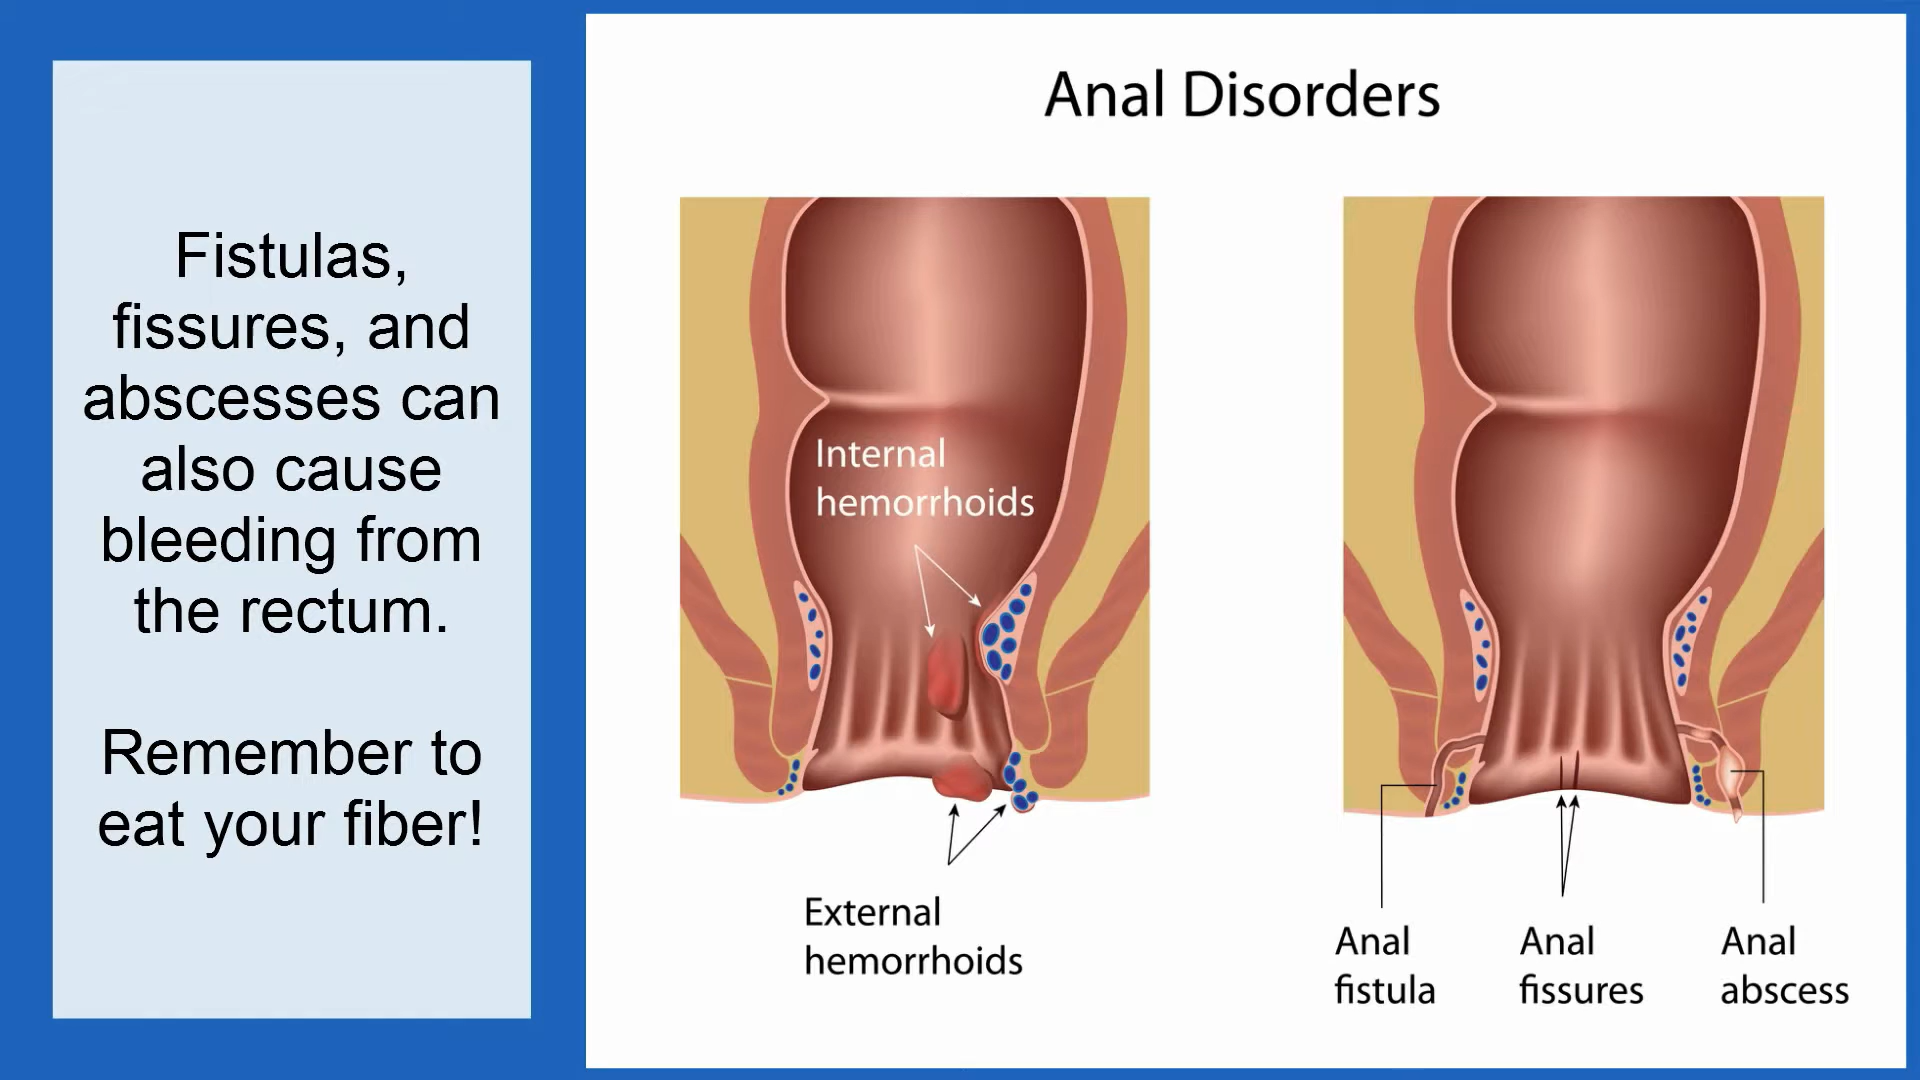 Fistulas,
fissures, and
abscesses can
also cause
bleeding from
the rectum.
Remember to
eat your fiber!
Anal Disorders
Internal
hemorrhoids
External
hemorrhoids
Anal
fistula
Anal
fissures
Anal
abscess